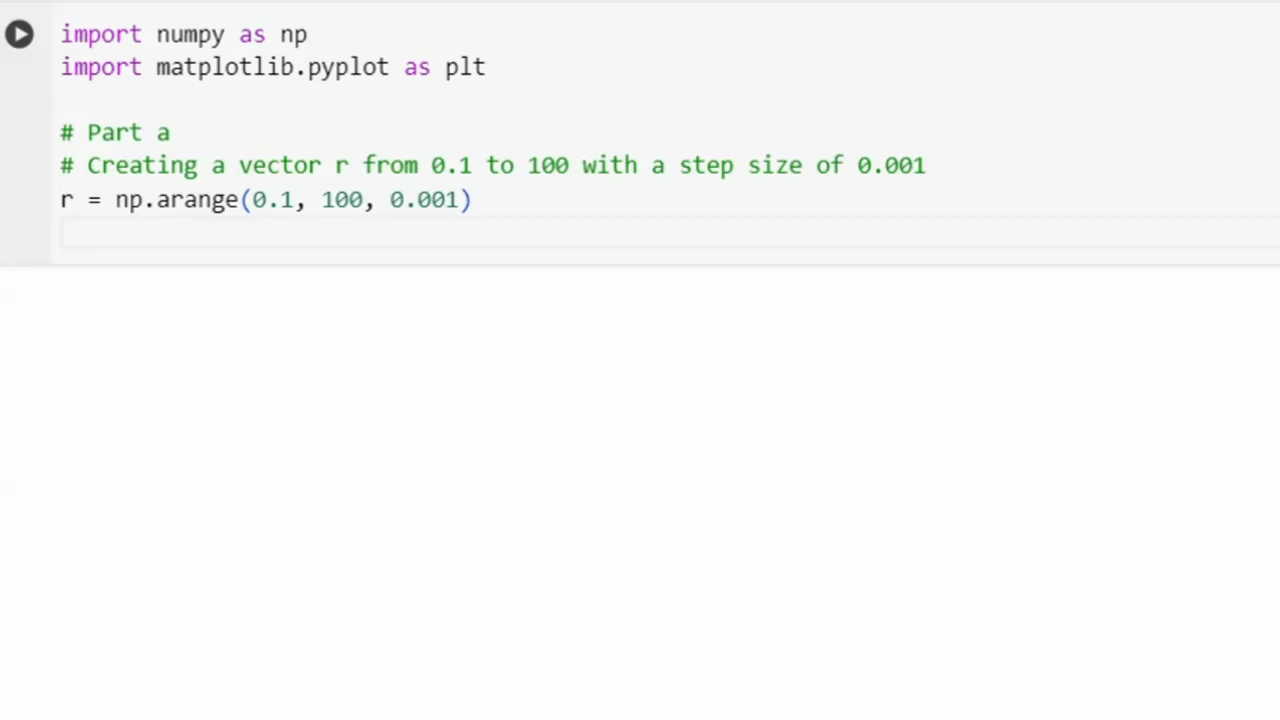 import numpy as np
import matplotlib.pyplot as plt
# Part a
# Creating a vector r from 0.1 to 100 with a step size of 0.001
r = np.arange(0.1, 100, 0.001)